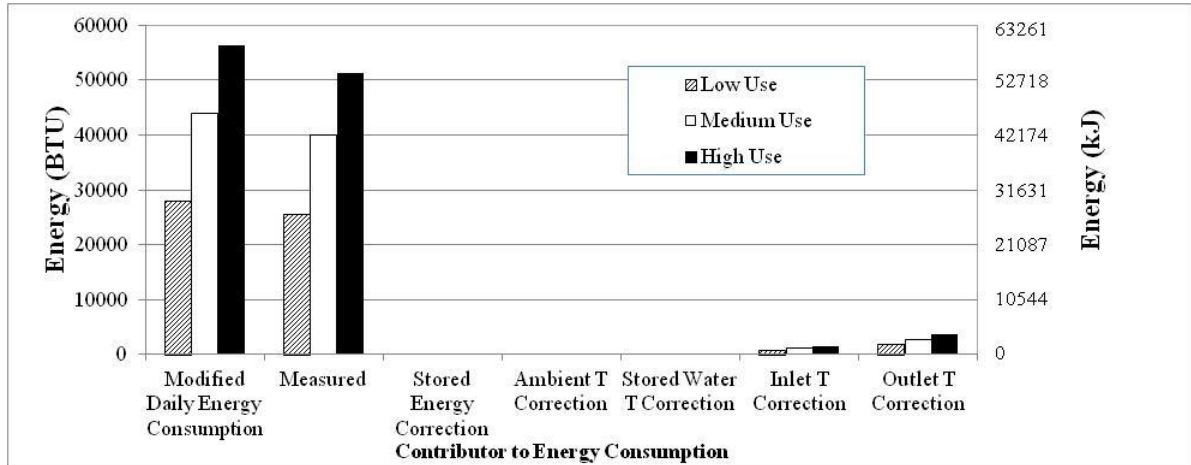 60000
50000
40000
30000
20000
10000
0
Energy (BTU)
63261
52718
42174
31631
21087
10544
0
Energy (kJ)
Low Use
Medium Use
High Use
Modified
Daily Energy
Consumption
Measured
Stored
Energy
Correction
Ambient T
Correction
Stored Water
T Correction
Inlet T
Correction
Outlet T
Correction
Contributor to Energy Consumption